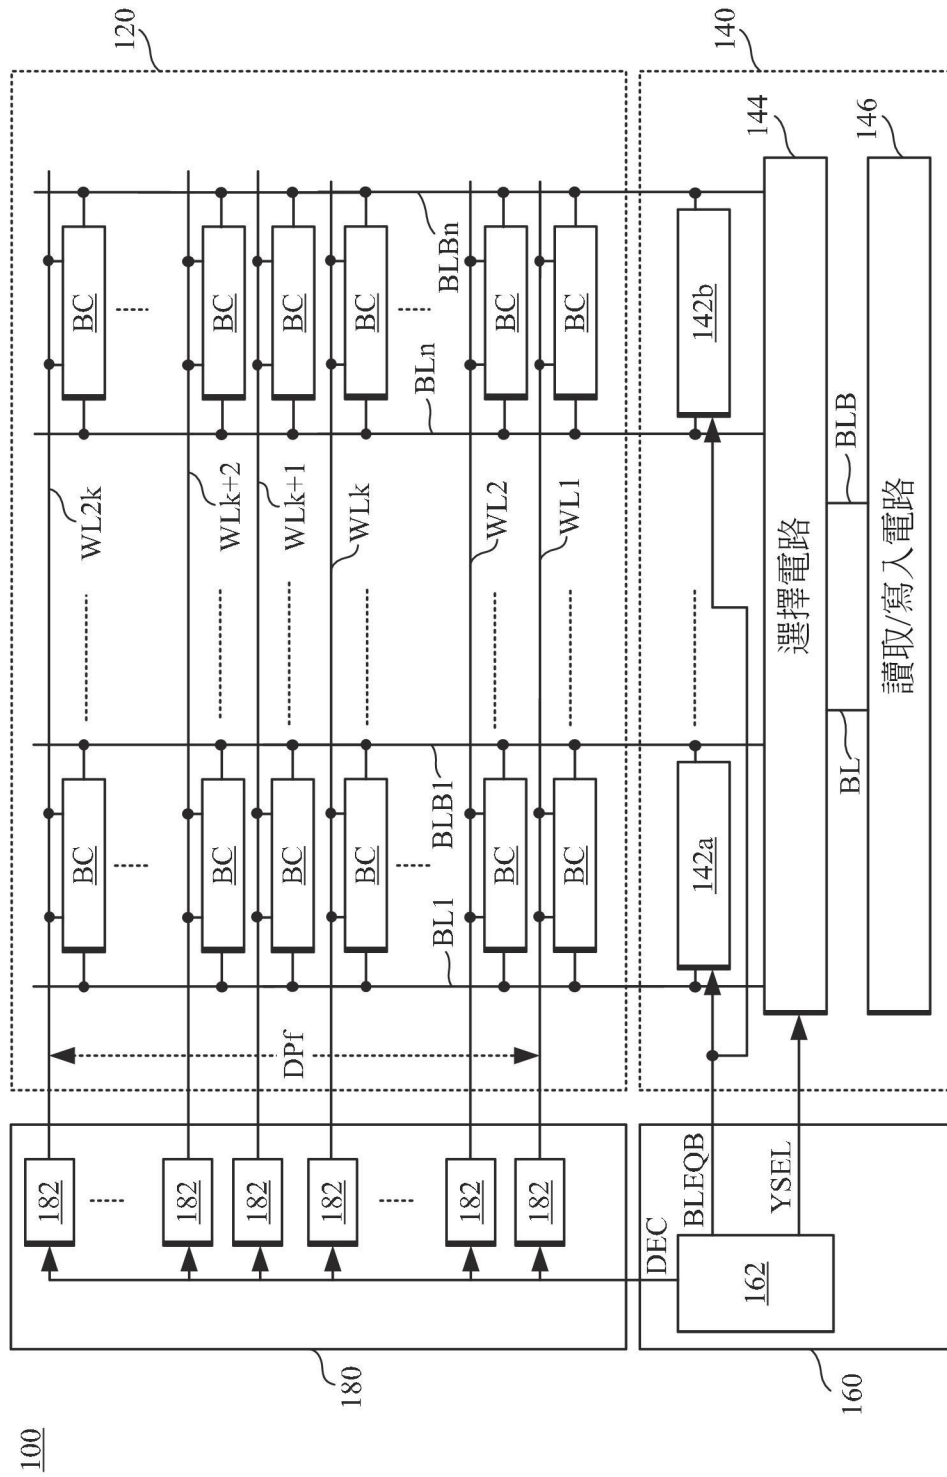 100
120
182 BC WL2k BC
182 BC WLk+2 BC
182 BC WLk+1 BC
182 DPf BC WLk BC
180
BL1 BLB1 BLn BLBn
182 BC WL2 BC
182 BC WL1 BC
DEC
BLEQB 142a 142b
140
162
YSEL
選擇電路 144
BL BLB
160
讀取/寫入電路 146